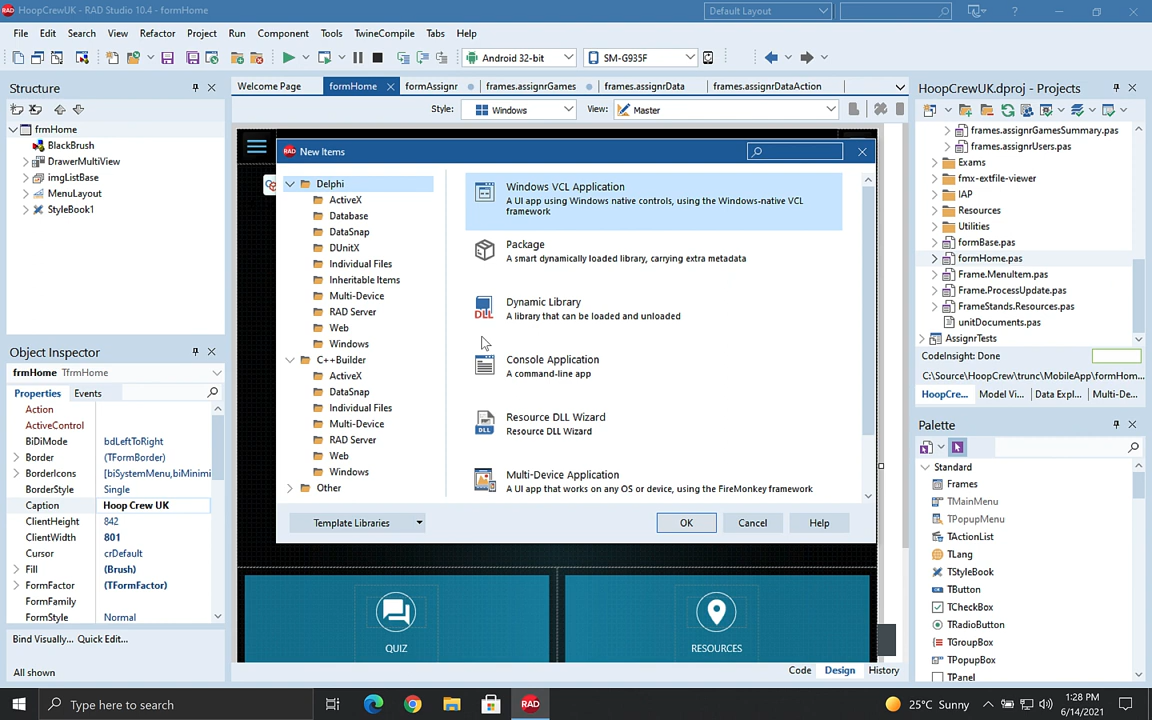 HoopCrewUK - RAD Studio 10.4 - formHome
Default Layout
File Edit Search View Refactor Project Run Component Tools TwineCompile Tabs Help
Android 32-bit
SM-G935F
Structure
frmHome
BlackBrush
DrawerMultiView
imgListBase
MenuLayout
StyleBook1
Object Inspector
frmHome TfrmHome
Properties Events
Action
ActiveControl
BiDiMode bdLeftToRight
Border (TFormBorder)
BorderIcons [biSystemMenu,biMinimi
BorderStyle Single
Caption Hoop Crew UK
ClientHeight 842
ClientWidth 801
Cursor crDefault
Fill (Brush)
FormFactor (TFormFactor)
FormFamily
FormStyle Normal
Bind Visually... Quick Edit...
All shown
Welcome Page formHome formAssignr frames.assignrGames frames.assignrData frames.assignrDataAction
Style: Windows View: Master
RAD New Items
Delphi
ActiveX
Database
DataSnap
DUnitX
Individual Files
Inheritable Items
Multi-Device
RAD Server
Web
Windows
C++Builder
ActiveX
DataSnap
Individual Files
Multi-Device
RAD Server
Web
Windows
Other
Windows VCL Application
A UI app using Windows native controls, using the Windows-native VCL
framework
Package
A smart dynamically loaded library, carrying extra metadata
DLL
Dynamic Library
A library that can be loaded and unloaded
Console Application
A command-line app
DLL
Resource DLL Wizard
Resource DLL Wizard
Multi-Device Application
A UI app that works on any OS or device, using the FireMonkey framework
Template Libraries OK Cancel Help
QUIZ RESOURCES
Code Design History
HoopCrewUK.dproj - Projects
frames.assignrGamesSummary.pas
frames.assignrUsers.pas
Exams
fmx-extfile-viewer
IAP
Resources
Utilities
formBase.pas
formHome.pas
Frame.MenuItem.pas
Frame.ProcessUpdate.pas
FrameStands.Resources.pas
unitDocuments.pas
AssignrTests
CodeInsight: Done
C:\Source\HoopCrew\trunc\MobileApp\formHom...
HoopCre... Model Vi... Data Expl... Multi-De...
Palette
Standard
Frames
TMainMenu
TPopupMenu
TActionList
TLang
TStyleBook
TButton
TCheckBox
TRadioButton
TGroupBox
TPopupBox
TPanel
Type here to search
RAD
25°C Sunny
1:28 PM
6/14/2021